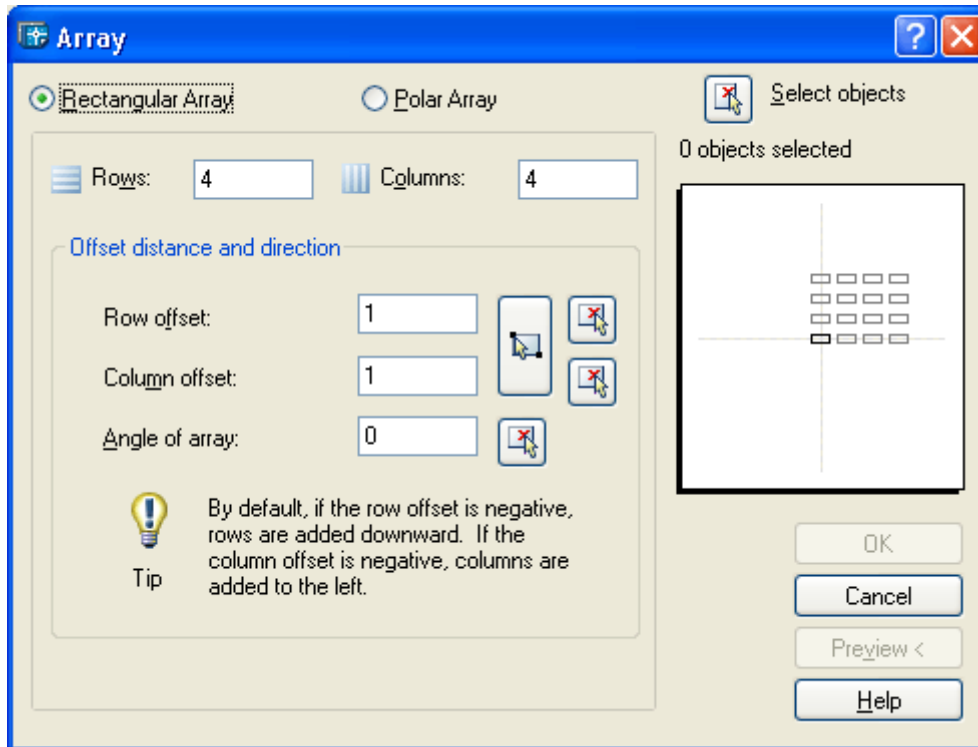 Array
Rectangular Array
Polar Array
Select objects
0 objects selected
Rows: 4
Columns: 4
Offset distance and direction
Row offset: 1
Column offset: 1
Angle of array: 0
Tip
By default, if the row offset is negative,
rows are added downward. If the
column offset is negative, columns are
added to the left.
OK
Cancel
Preview <
Help